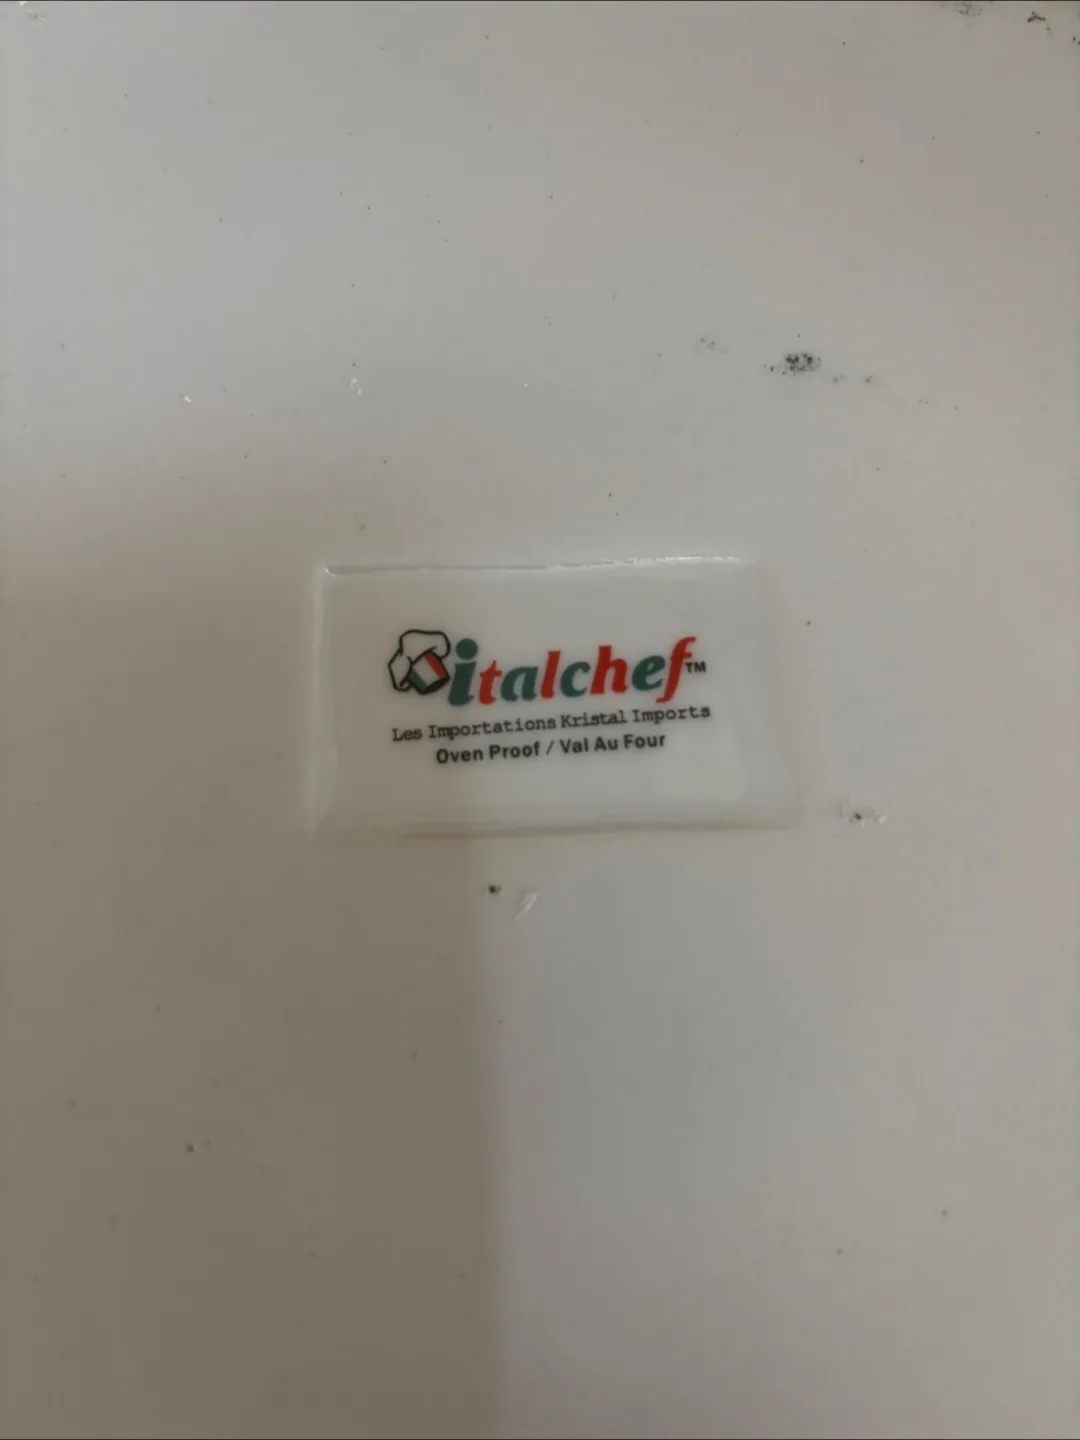 italchef™
Les Importations Kristal Imports
Oven Proof / Val Au Four